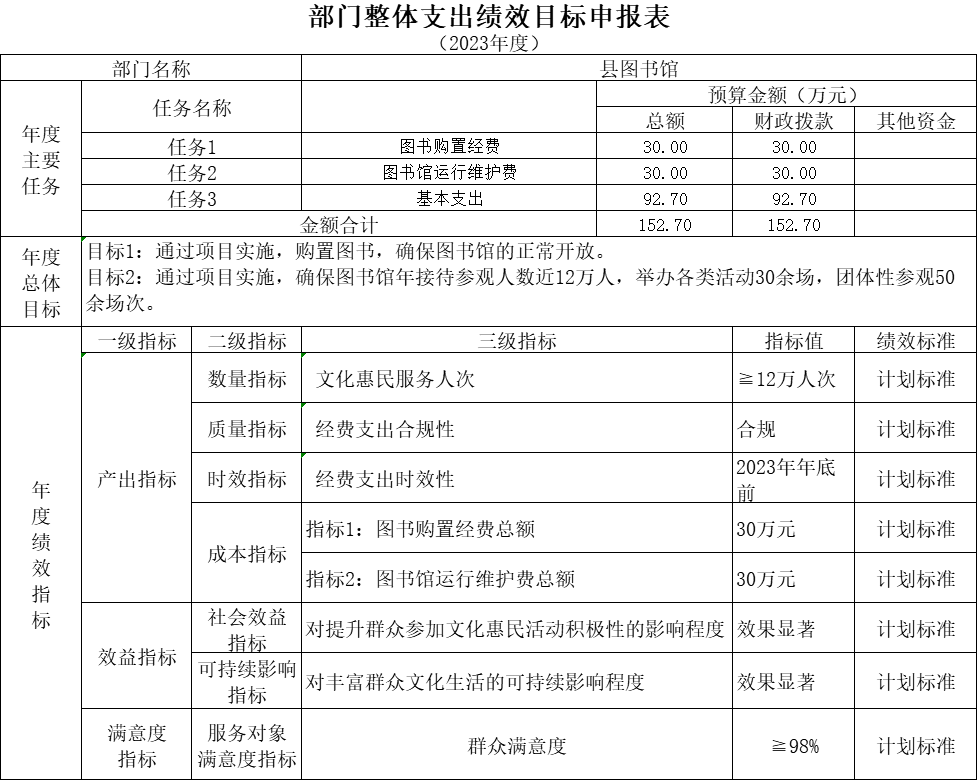 部门整体支出绩效目标申报表
（2023年度）
部门名称 县图书馆
年度主要任务 任务名称 预算金额（万元）
总额 财政拨款 其他资金
任务1 图书购置经费 30.00 30.00
任务2 图书馆运行维护费 30.00 30.00
任务3 基本支出 92.70 92.70
金额合计 152.70 152.70
年度总体目标
目标1：通过项目实施，购置图书，确保图书馆的正常开放。
目标2：通过项目实施，确保图书馆年接待参观人数近12万人，举办各类活动30余场，团体性参观50
余场次。
年度绩效指标 一级指标 二级指标 三级指标 指标值 绩效标准
产出指标 数量指标 文化惠民服务人次 ≧12万人次 计划标准
质量指标 经费支出合规性 合规 计划标准
时效指标 经费支出时效性 2023年年底前 计划标准
成本指标 指标1：图书购置经费总额 30万元 计划标准
指标2：图书馆运行维护费总额 30万元 计划标准
效益指标 社会效益指标 对提升群众参加文化惠民活动积极性的影响程度 效果显著 计划标准
可持续影响指标 对丰富群众文化生活的可持续影响程度 效果显著 计划标准
满意度指标 服务对象满意度指标 群众满意度 ≧98% 计划标准